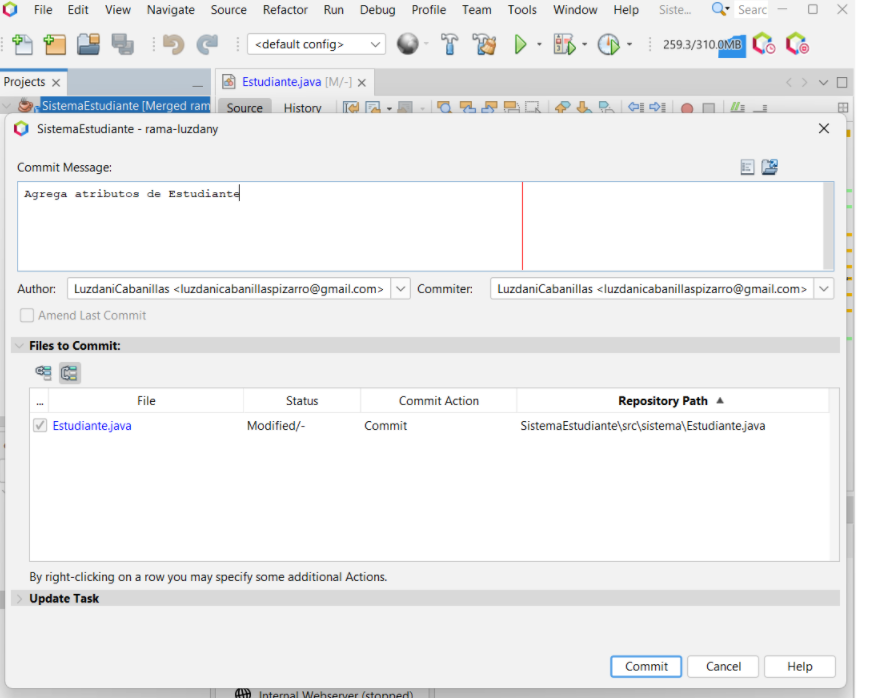 File Edit View Navigate Source Refactor Run Debug Profile Team Tools Window Help Siste... Searc
<default config> 259.3/310.0MB
Projects Estudiante.java [M/-]
SistemaEstudiante [Merged ram Source History
SistemaEstudiante - rama-luzdany
Commit Message:
Agrega atributos de Estudiante
Author: LuzdaniCabanillas <luzdanicabanillaspizarro@gmail.com> Commiter: LuzdaniCabanillas <luzdanicabanillaspizarro@gmail.com>
Amend Last Commit
Files to Commit:
... File Status Commit Action Repository Path
Estudiante.java Modified/- Commit SistemaEstudiante\src\sistema\Estudiante.java
By right-clicking on a row you may specify some additional Actions.
Update Task
Commit Cancel Help
Internal Webserver (stopped)